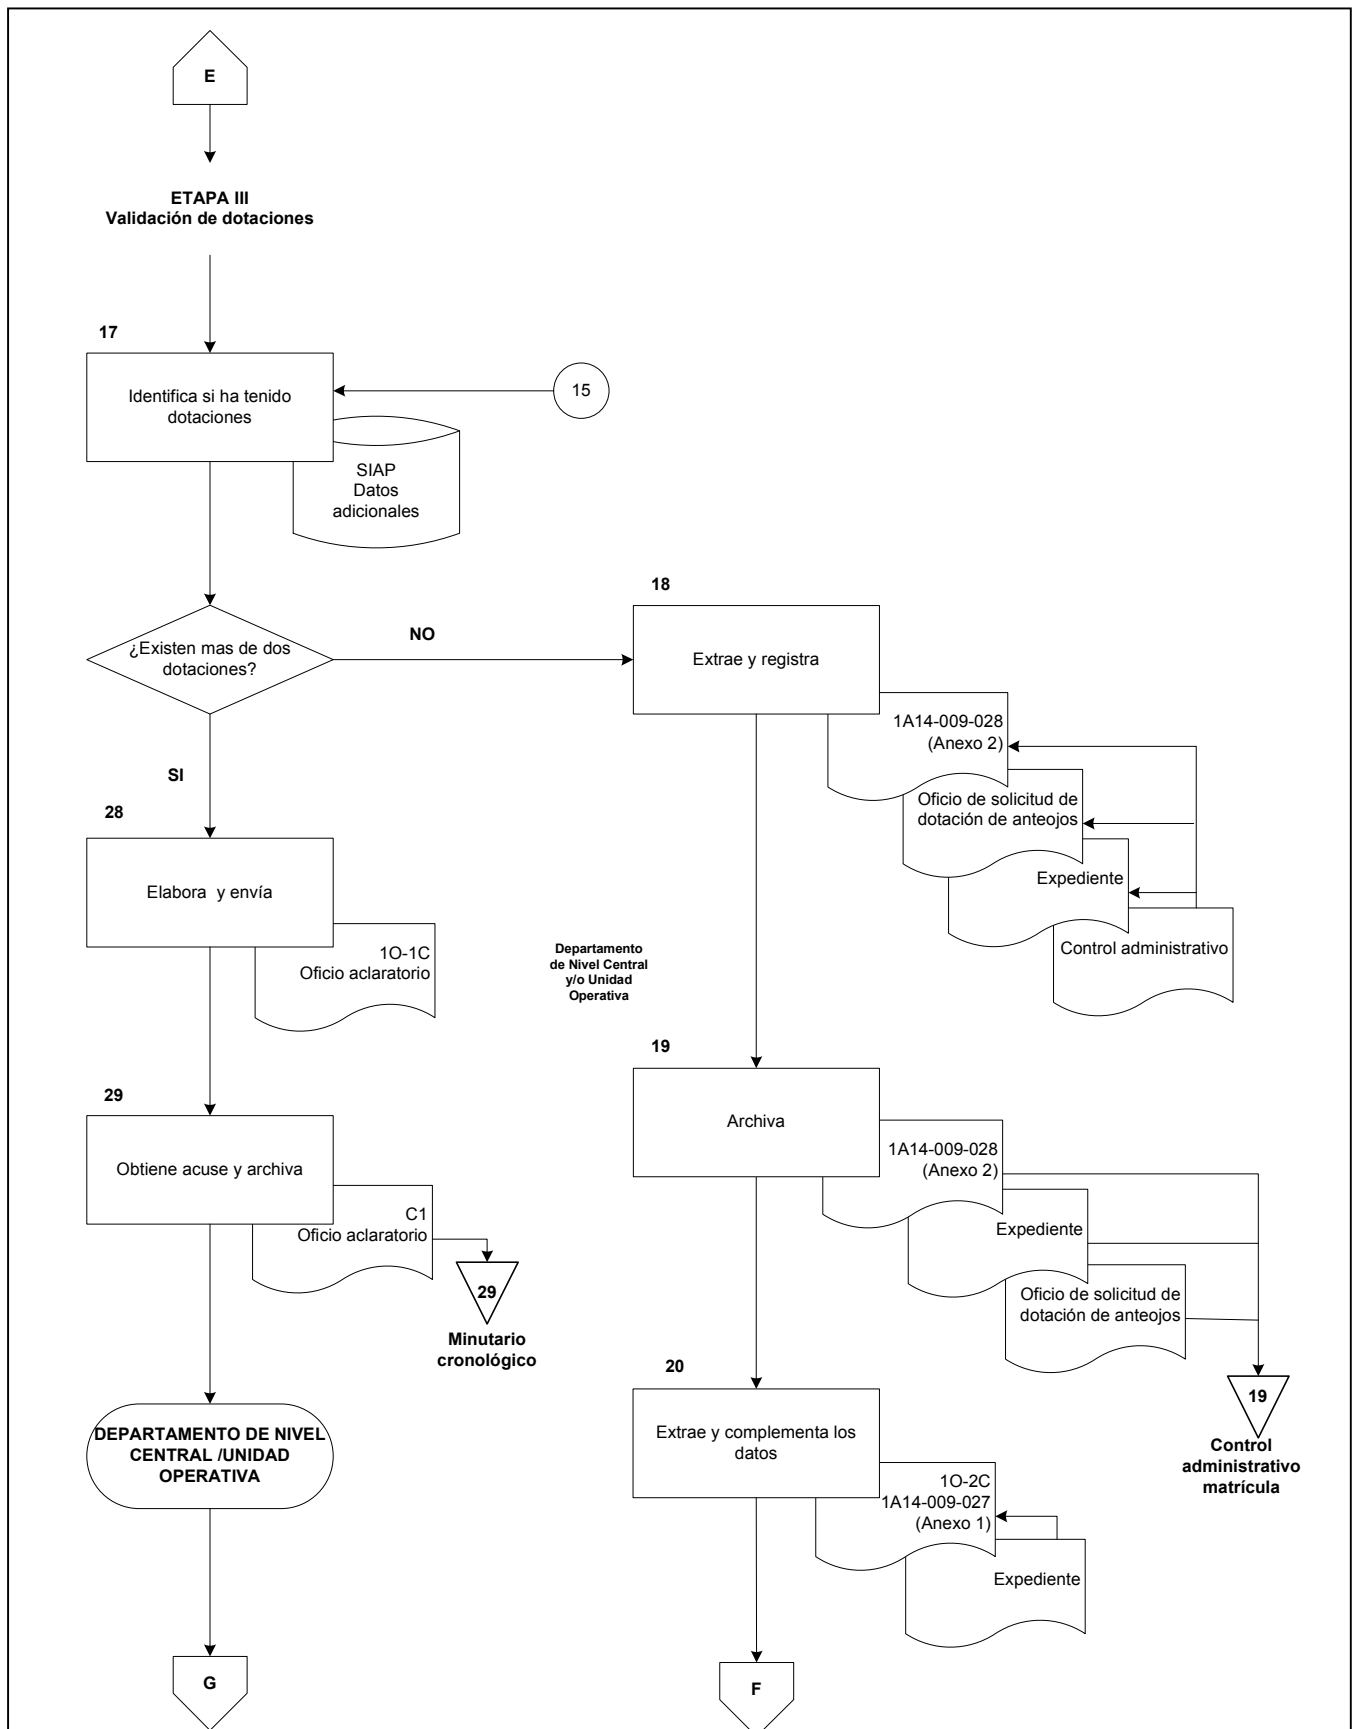 E
ETAPA III
Validación de dotaciones
17
Identifica si ha tenido
dotaciones
15
SIAP
Datos
adicionales
¿Existen mas de dos
dotaciones?
NO
SI
18
Extrae y registra
1A14-009-028
(Anexo 2)
Oficio de solicitud de
dotación de anteojos
Expediente
Control administrativo
28
Elabora y envía
1O-1C
Oficio aclaratorio
Departamento
de Nivel Central
y/o Unidad
Operativa
29
Obtiene acuse y archiva
C1
Oficio aclaratorio
29
Minutario
cronológico
19
Archiva
1A14-009-028
(Anexo 2)
Expediente
Oficio de solicitud de
dotación de anteojos
19
Control
administrativo
matrícula
DEPARTAMENTO DE NIVEL
CENTRAL /UNIDAD
OPERATIVA
20
Extrae y complementa los
datos
1O-2C
1A14-009-027
(Anexo 1)
Expediente
G
F